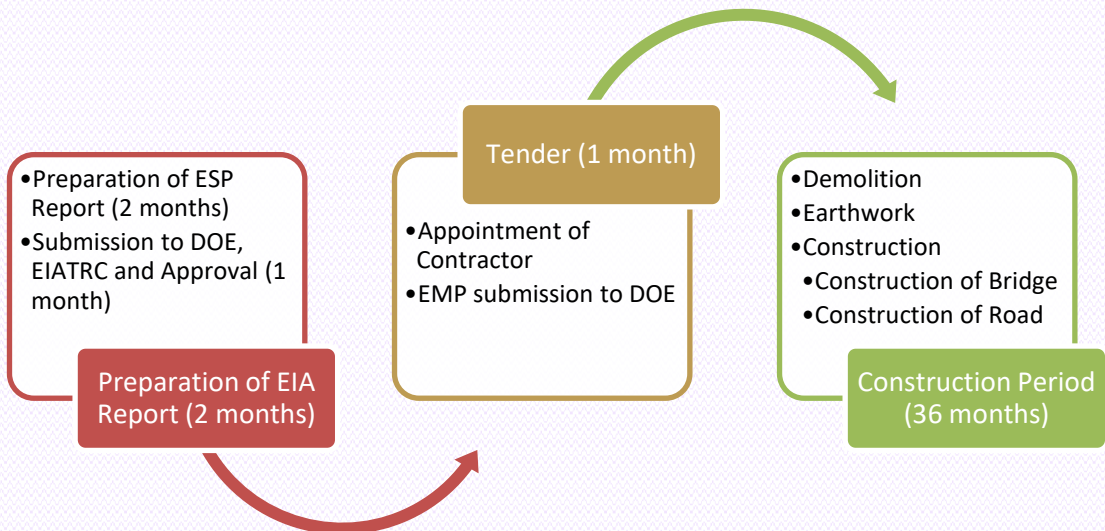 •Preparation of ESP
Report (2 months)
•Submission to DOE,
EIATRC and Approval (1
month)
Preparation of EIA
Report (2 months)
Tender (1 month)
•Appointment of
Contractor
•EMP submission to DOE
•Demolition
•Earthwork
•Construction
•Construction of Bridge
•Construction of Road
Construction Period
(36 months)